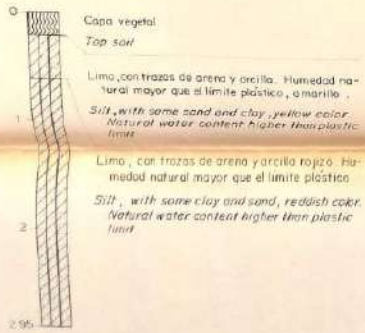 0
Capa vegetal
Top soil
Limo, con trazas de arena y arcilla. Humedad na-
tural mayor que el límite plástico, amarillo.
1
Silt, with some sand and clay, yellow color.
Natural water content higher than plastic
limit
Limo, con trazas de arena y arcilla rojizo. Hu-
medad natural mayor que el limite plástico
Silt, with some clay and sand, reddish color.
Natural water content higher than plastic
limit
2
2.95